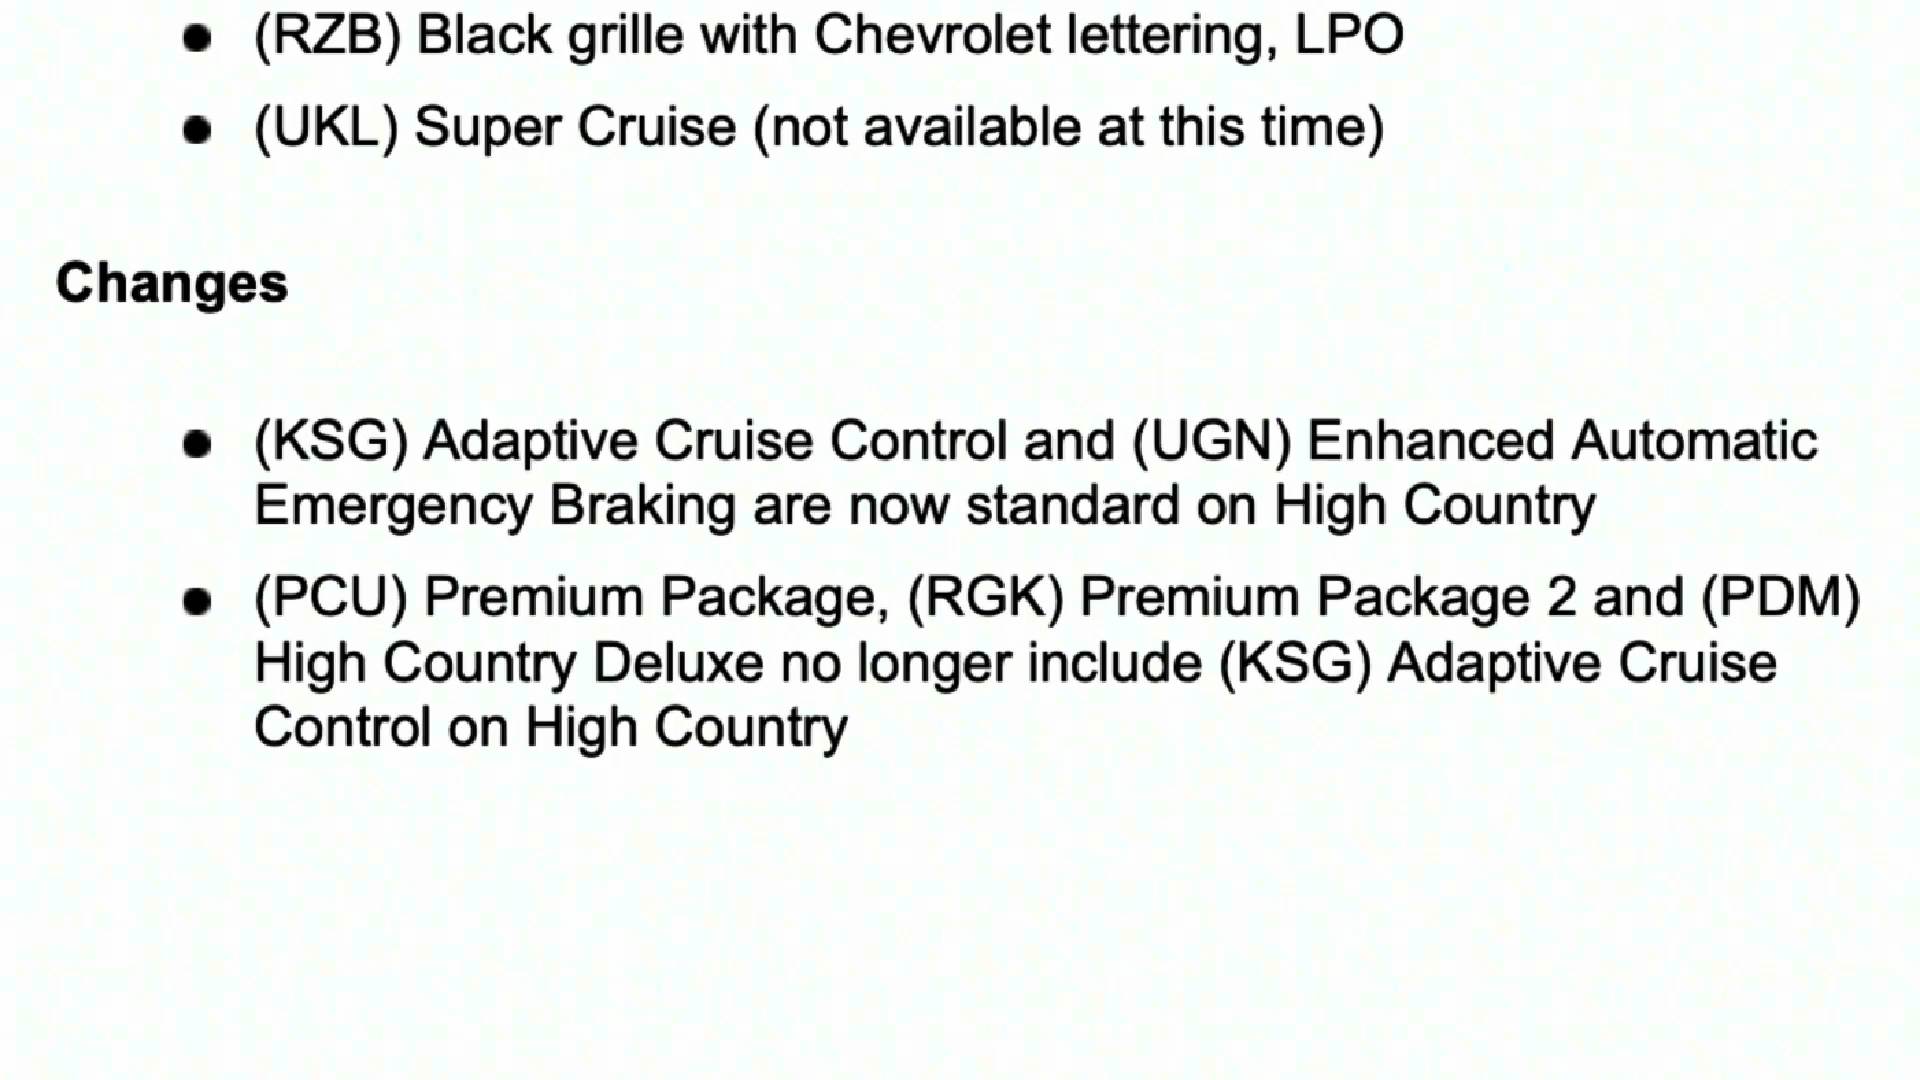 (RZB) Black grille with Chevrolet lettering, LPO
(UKL) Super Cruise (not available at this time)
Changes
(KSG) Adaptive Cruise Control and (UGN) Enhanced Automatic
Emergency Braking are now standard on High Country
(PCU) Premium Package, (RGK) Premium Package 2 and (PDM)
High Country Deluxe no longer include (KSG) Adaptive Cruise
Control on High Country